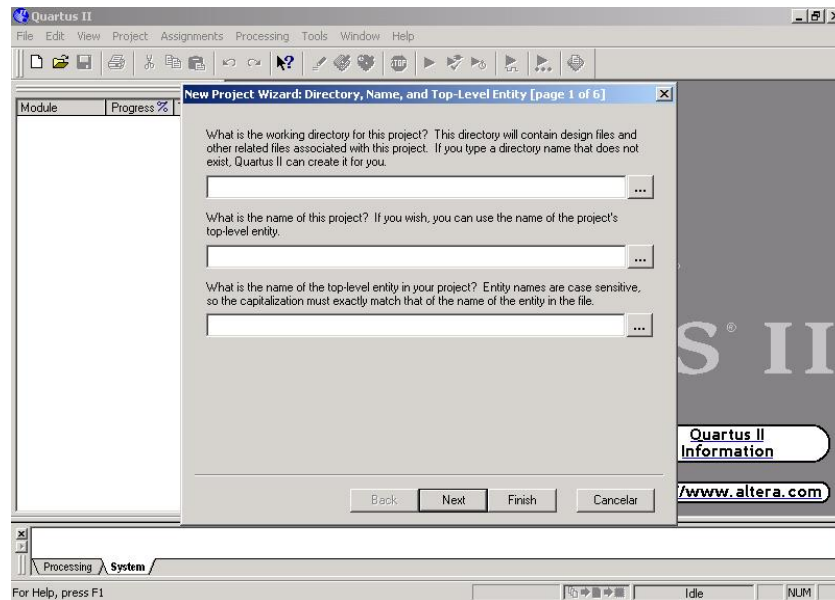 Quartus II
File Edit View Project Assignments Processing Tools Window Help
STOP
Module Progress %
New Project Wizard: Directory, Name, and Top-Level Entity [page 1 of 6]
What is the working directory for this project? This directory will contain design files and
other related files associated with this project. If you type a directory name that does not
exist, Quartus II can create it for you.
...
What is the name of this project? If you wish, you can use the name of the project's
top-level entity.
...
What is the name of the top-level entity in your project? Entity names are case sensitive,
so the capitalization must exactly match that of the name of the entity in the file.
...
S® II
Back Next Finish Cancelar
Quartus II
Information
/www.altera.com
Processing System
For Help, press F1
Idle NUM